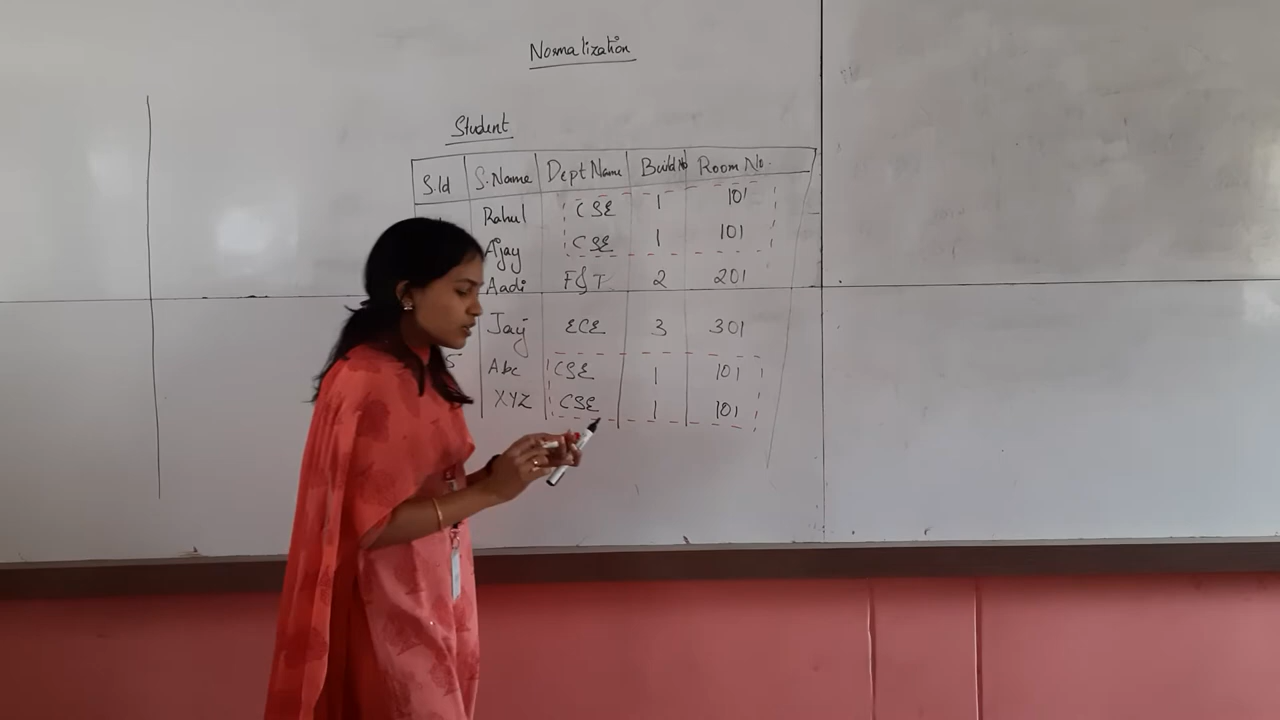 Normalization
Student
S.Id S.Name Dept Name Build No Room No.
Rahul CSE 1 101
Ajay CSE 1 101
Aadi F&T 2 201
Jay ECE 3 301
5 Abc CSE 1 101
XYZ CSE 1 101